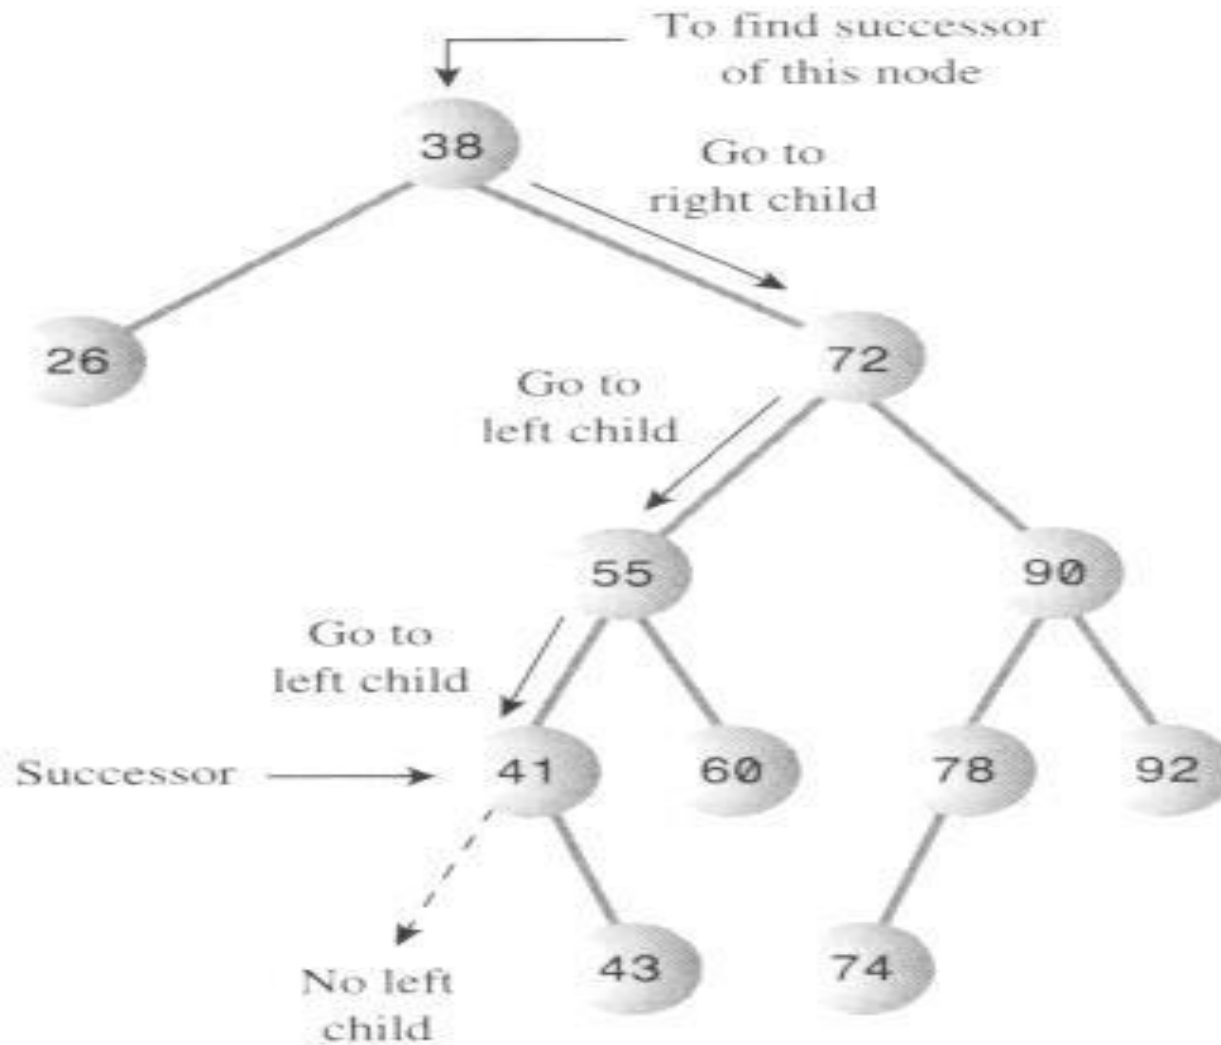 To find successor
of this node
38
Go to
right child
26
72
Go to
left child
55
90
Go to
left child
Successor
41
60
78
92
43
74
No left
child